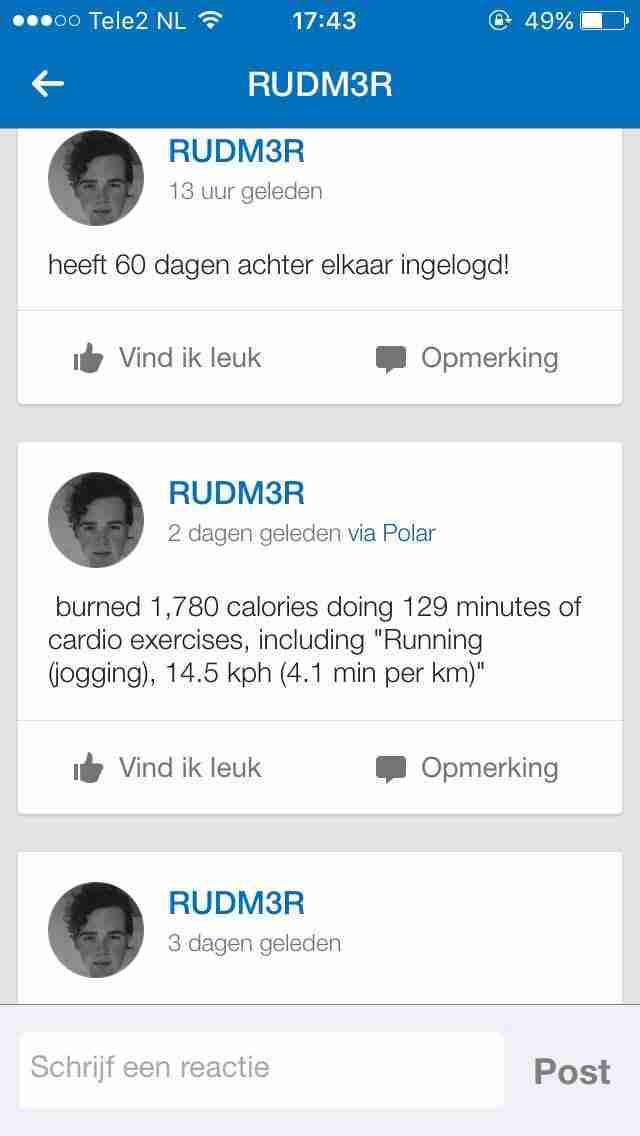 Tele2 NL 17:43 49%
RUDM3R
RUDM3R
13 uur geleden
heeft 60 dagen achter elkaar ingelogd!
Vind ik leuk Opmerking
RUDM3R
2 dagen geleden via Polar
burned 1,780 calories doing 129 minutes of
cardio exercises, including "Running
(jogging), 14.5 kph (4.1 min per km)"
Vind ik leuk Opmerking
RUDM3R
3 dagen geleden
Schrijf een reactie Post